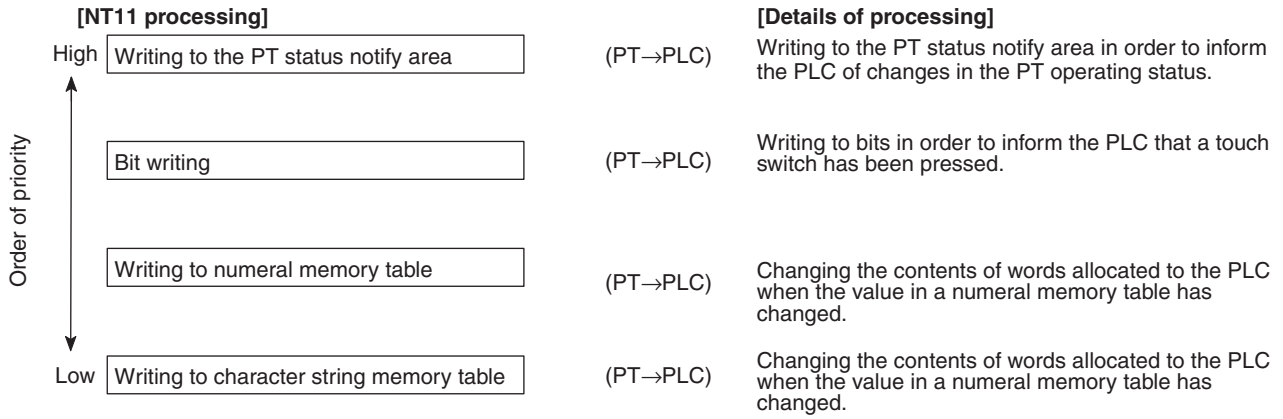 [NT11 processing] [Details of processing]
High Writing to the PT status notify area (PT→PLC) Writing to the PT status notify area in order to inform
the PLC of changes in the PT operating status.
Order of priority
Bit writing (PT→PLC) Writing to bits in order to inform the PLC that a touch
switch has been pressed.
Writing to numeral memory table (PT→PLC) Changing the contents of words allocated to the PLC
when the value in a numeral memory table has
changed.
Low Writing to character string memory table (PT→PLC) Changing the contents of words allocated to the PLC
when the value in a numeral memory table has
changed.